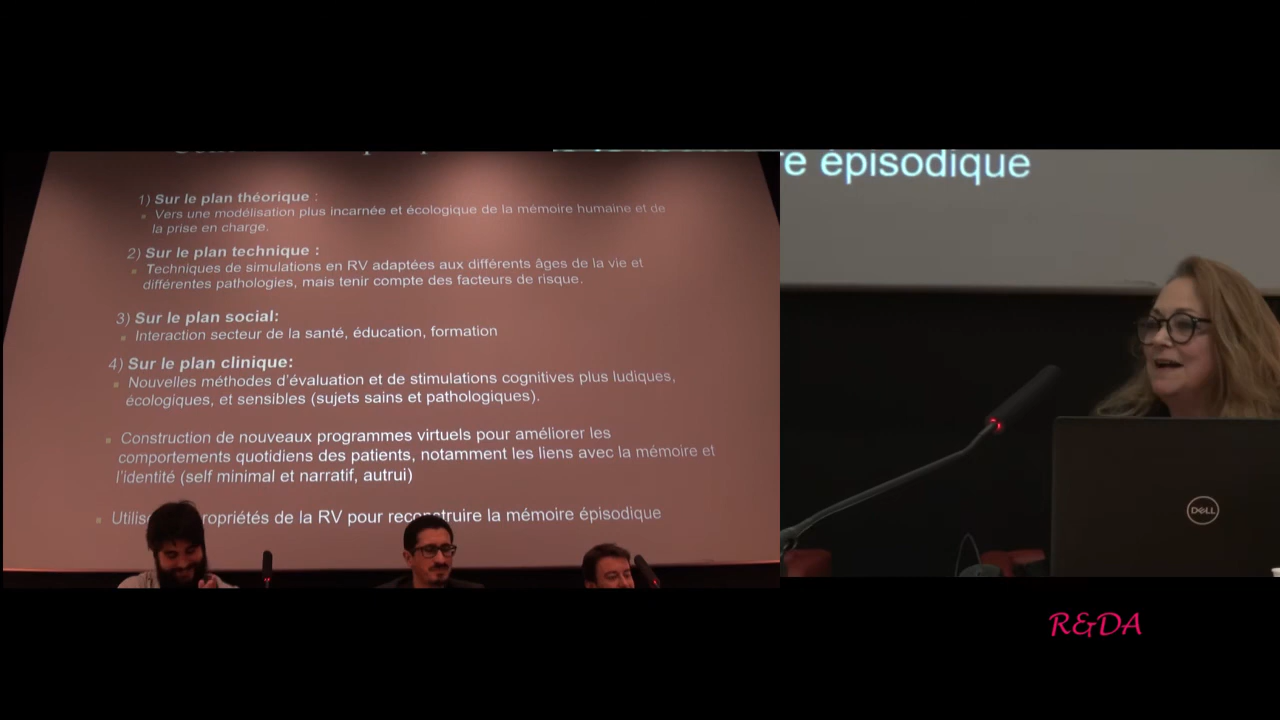 re épisodique
1) Sur le plan théorique :
Vers une modélisation plus incarnée et écologique de la mémoire humaine et de
la prise en charge.
2) Sur le plan technique :
Techniques de simulations en RV adaptées aux différents âges de la vie et
différentes pathologies, mais tenir compte des facteurs de risque.
3) Sur le plan social:
Interaction secteur de la santé, éducation, formation
4) Sur le plan clinique:
Nouvelles méthodes d'évaluation et de stimulations cognitives plus ludiques,
écologiques, et sensibles (sujets sains et pathologiques).
Construction de nouveaux programmes virtuels pour améliorer les
comportements quotidiens des patients, notamment les liens avec la mémoire et
l'identité (self minimal et narratif, autrui)
de la RV pour reconstruire la mémoire épisodique
DELL
R&DA